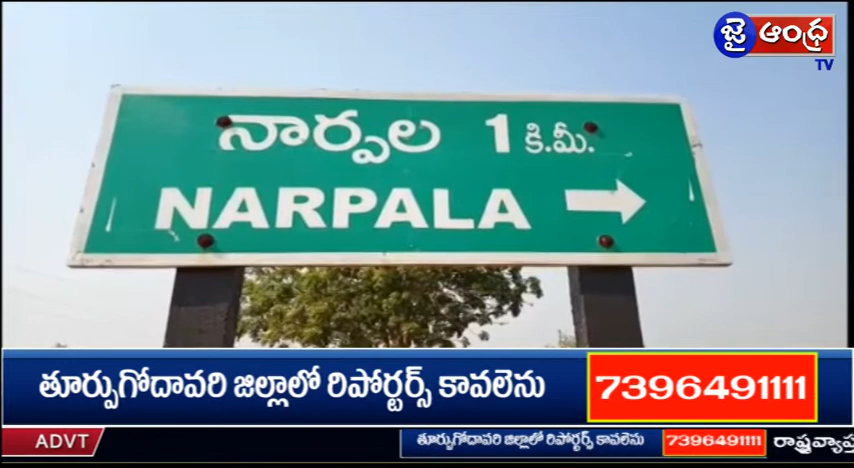 జై ఆంధ్ర
TV
నార్పల 1 కి.మీ.
NARPALA
తూర్పుగోదావరి జిల్లాలో రిపోర్టర్స్ కావలెను 7396491111
ADVT తూర్పుగోదావరి జిల్లాలో రిపోర్టర్స్ కావలెను 7396491111